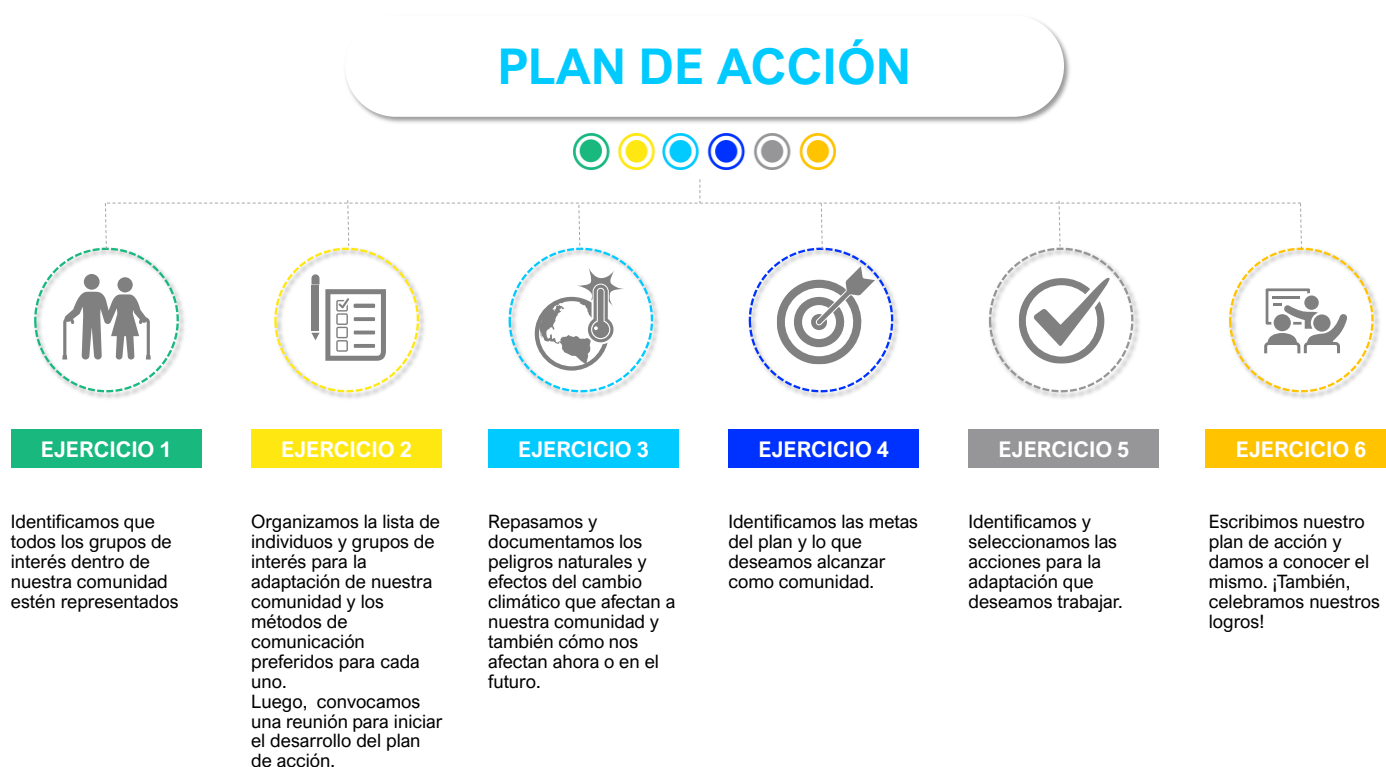 PLAN DE ACCIÓN
EJERCICIO 1
Identificamos que
todos los grupos de
interés dentro de
nuestra comunidad
estén representados
EJERCICIO 2
Organizamos la lista de
individuos y grupos de
interés para la
adaptación de nuestra
comunidad y los
métodos de
comunicación
preferidos para cada
uno.
Luego,  convocamos
una reunión para iniciar
el desarrollo del plan
de acción.
EJERCICIO 3
Repasamos y
documentamos los
peligros naturales y
efectos del cambio
climático que afectan a
nuestra comunidad y
también cómo nos
afectan ahora o en el
futuro.
EJERCICIO 4
Identificamos las metas
del plan y lo que
deseamos alcanzar
como comunidad.
EJERCICIO 5
Identificamos y
seleccionamos las
acciones para la
adaptación que
deseamos trabajar.
EJERCICIO 6
Escribimos nuestro
plan de acción y
damos a conocer el
mismo. ¡También,
celebramos nuestros
logros!